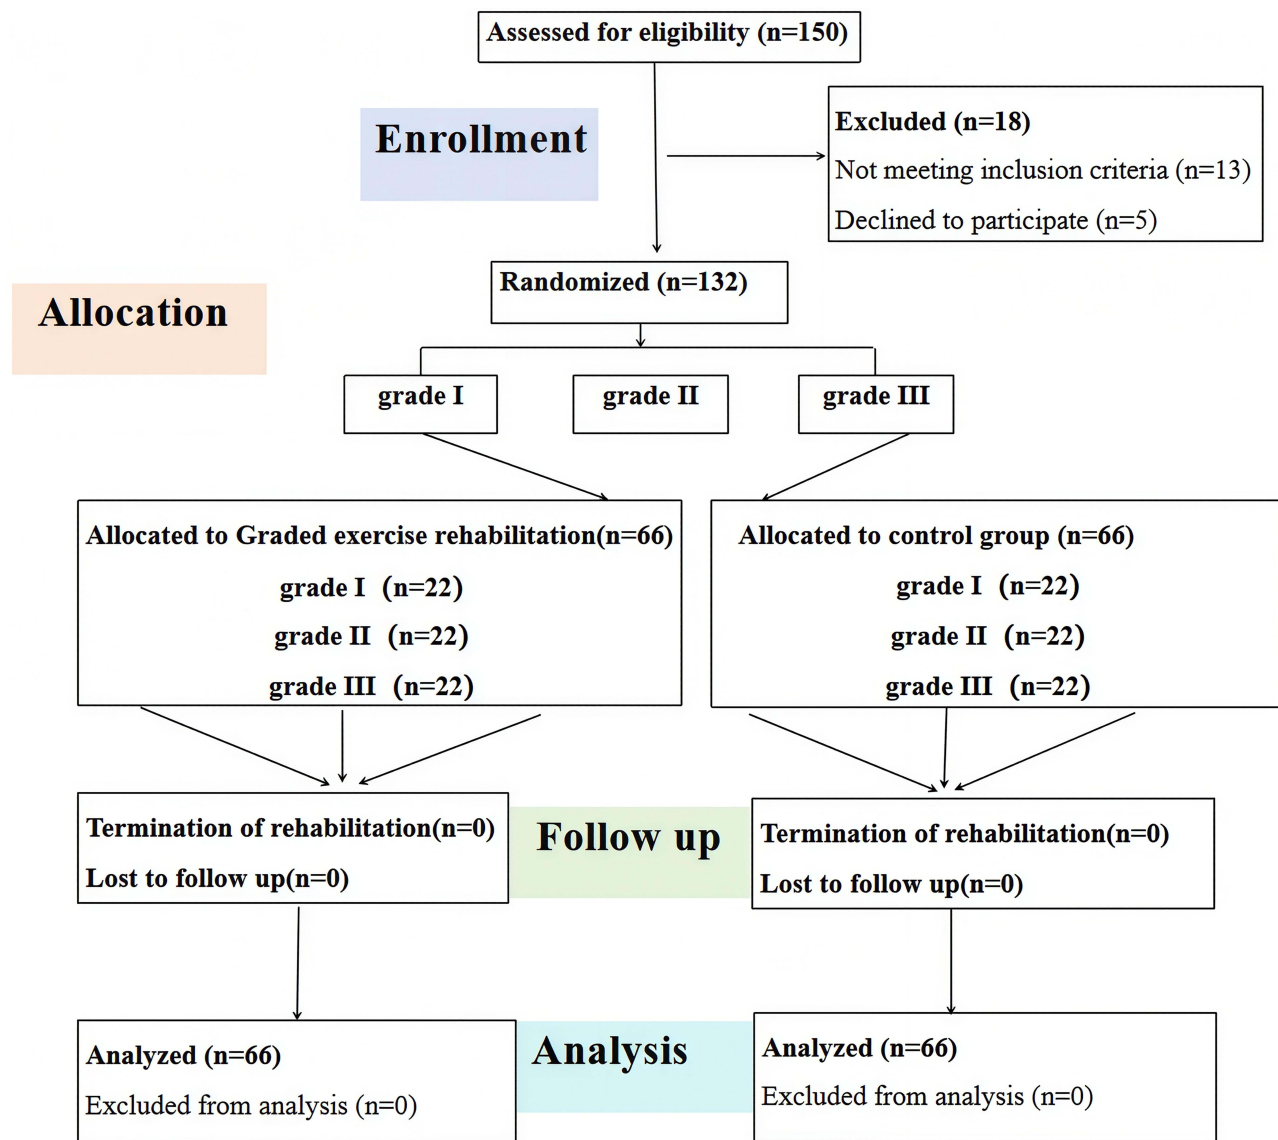 Assessed for eligibility (n=150)
Enrollment
Excluded (n=18)
Not meeting inclusion criteria (n=13)
Declined to participate (n=5)
Randomized (n=132)
Allocation
grade I
grade II
grade III
Allocated to Graded exercise rehabilitation(n=66)
grade I (n=22)
grade II (n=22)
grade III (n=22)
Allocated to control group (n=66)
grade I (n=22)
grade II (n=22)
grade III (n=22)
Termination of rehabilitation(n=0)
Lost to follow up(n=0)
Follow up
Termination of rehabilitation(n=0)
Lost to follow up(n=0)
Analyzed (n=66)
Excluded from analysis (n=0)
Analysis
Analyzed (n=66)
Excluded from analysis (n=0)